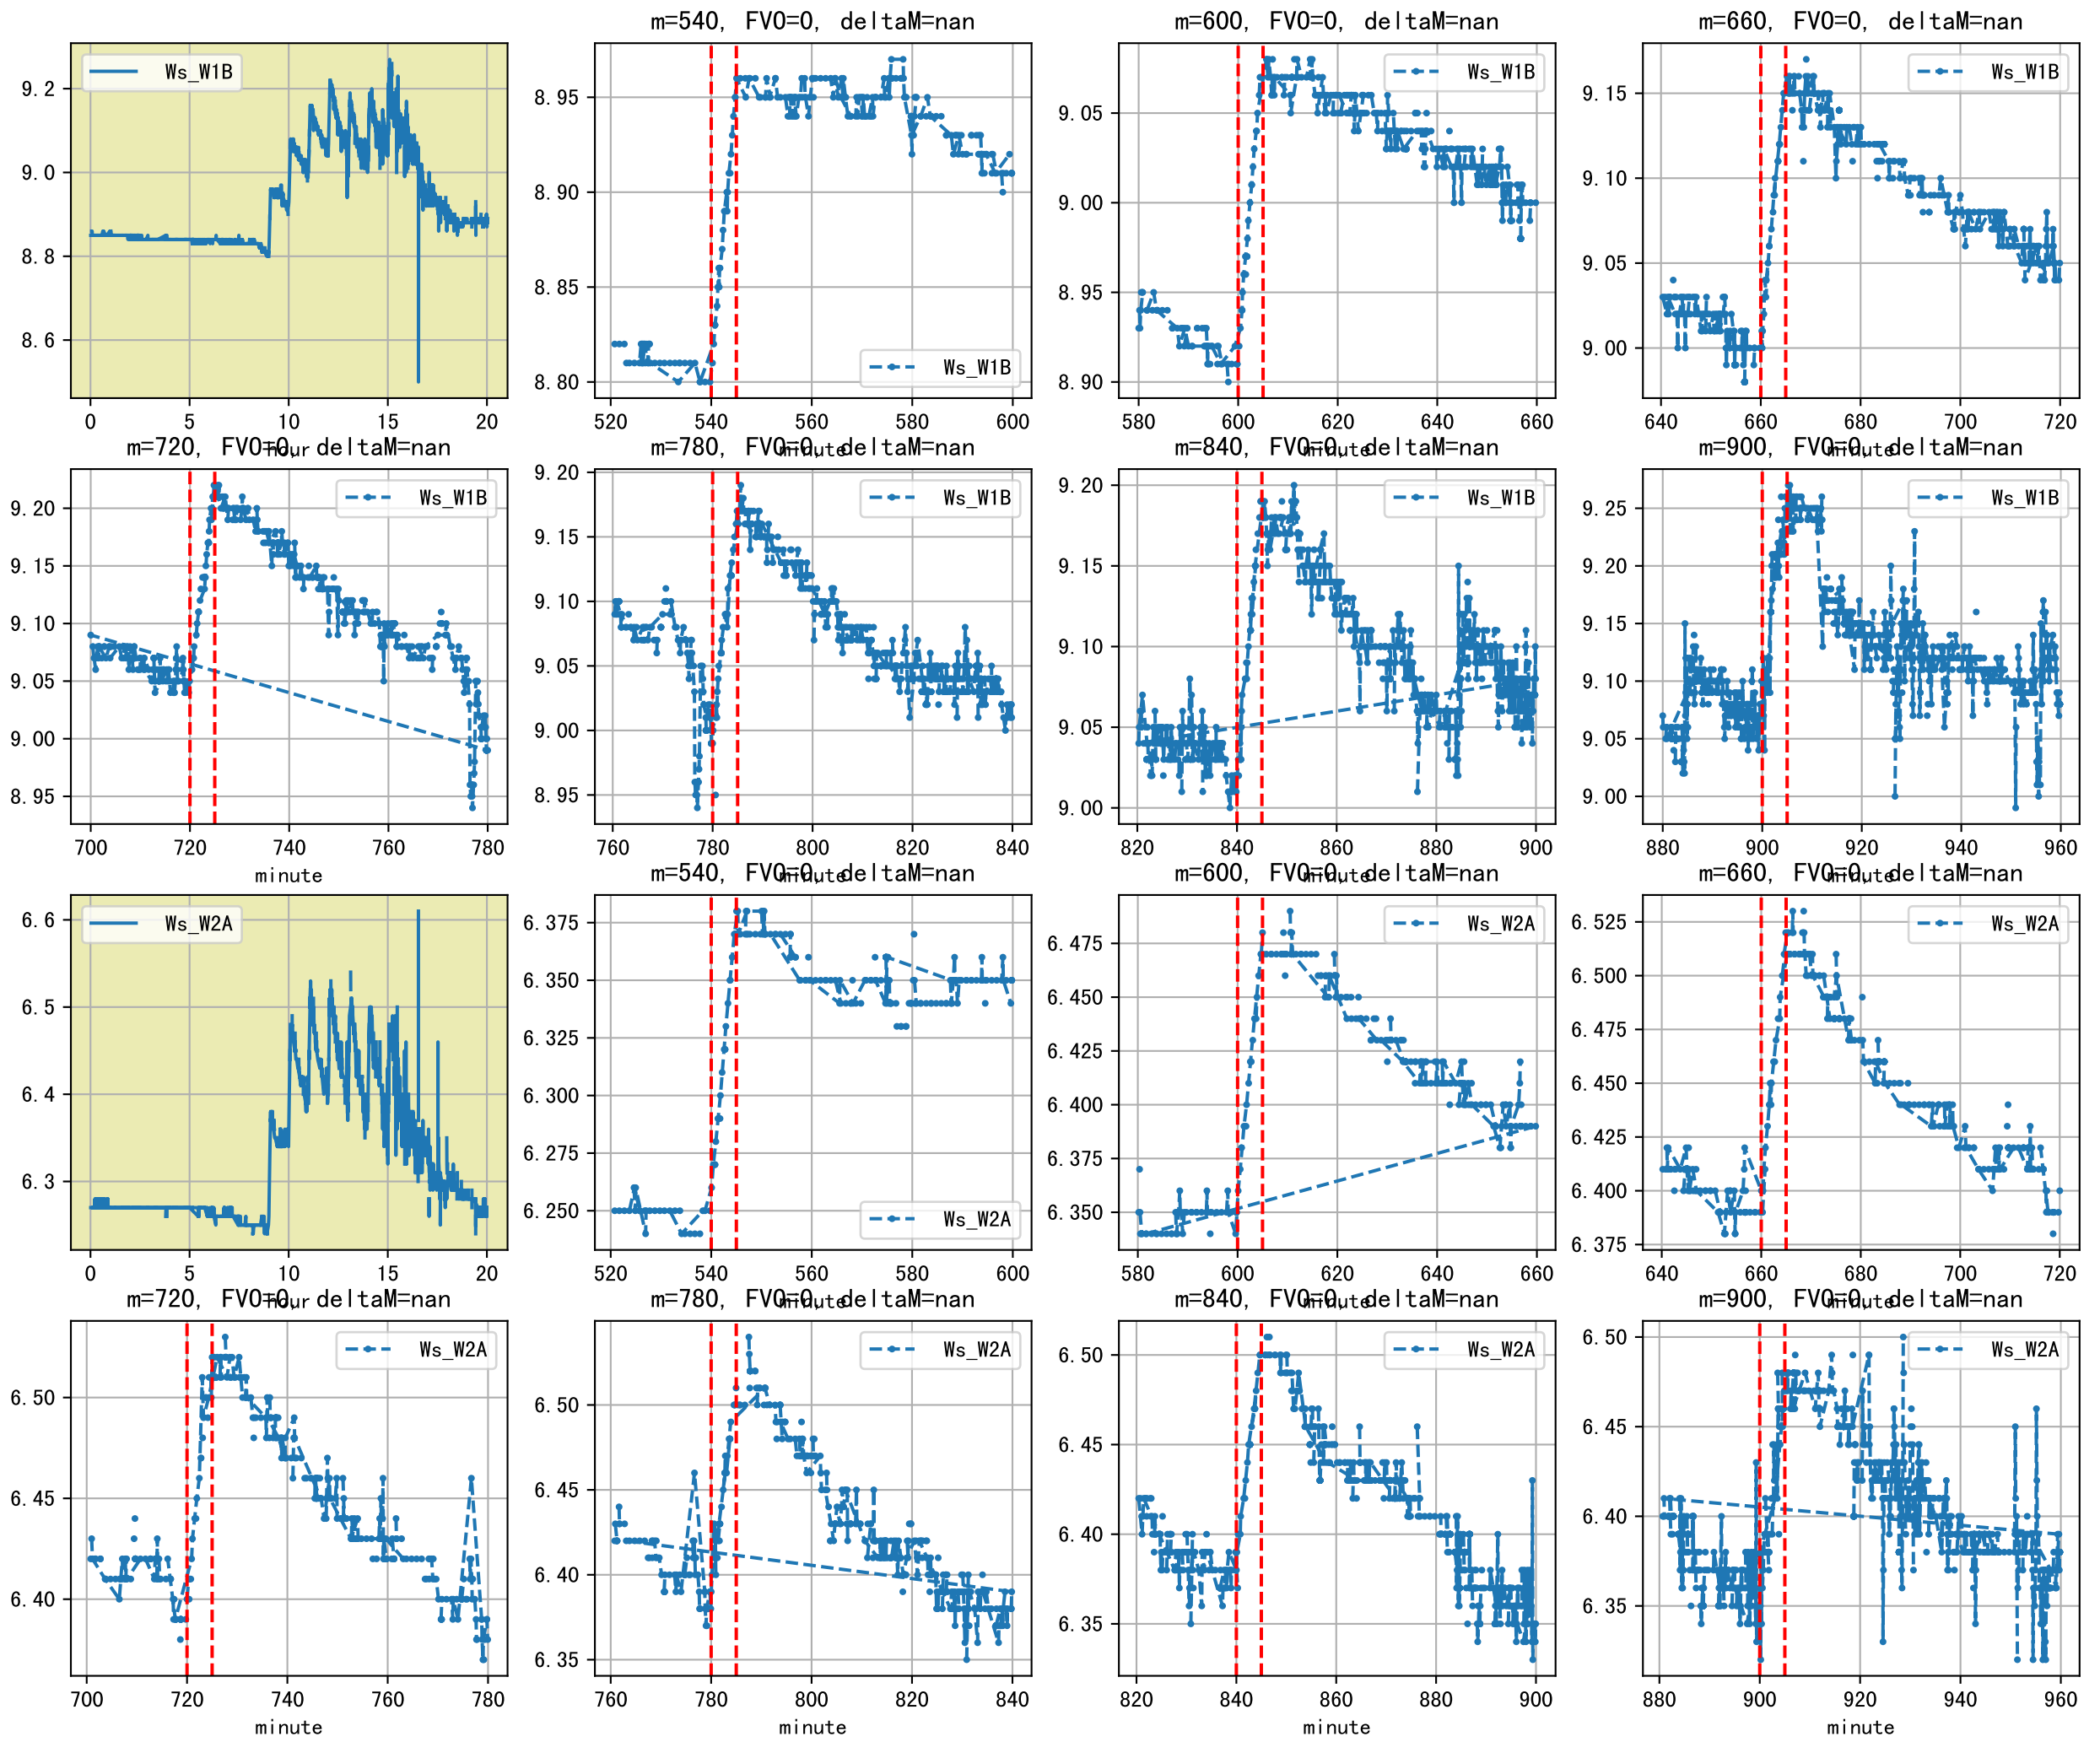 m=540, FVO=0, deltaM=nan
m=600, FVO=0, deltaM=nan
m=660, FVO=0, deltaM=nan
Ws_W1B
9.2
9.0
8.8
8.6
0 5 10 15 20
hour
Ws_W1B
8.95
8.90
8.85
8.80
520 540 560 580 600
minute
Ws_W1B
9.05
9.00
8.95
8.90
580 600 620 640 660
minute
Ws_W1B
9.15
9.10
9.05
9.00
640 660 680 700 720
minute
m=720, FVO=0, deltaM=nan
m=780, FVO=0, deltaM=nan
m=840, FVO=0, deltaM=nan
m=900, FVO=0, deltaM=nan
Ws_W1B
9.20
9.15
9.10
9.05
9.00
8.95
700 720 740 760 780
minute
Ws_W1B
9.20
9.15
9.10
9.05
9.00
8.95
760 780 800 820 840
minute
Ws_W1B
9.20
9.15
9.10
9.05
9.00
820 840 860 880 900
minute
Ws_W1B
9.25
9.20
9.15
9.10
9.05
9.00
880 900 920 940 960
minute
m=540, FVO=0, deltaM=nan
m=600, FVO=0, deltaM=nan
m=660, FVO=0, deltaM=nan
Ws_W2A
6.6
6.5
6.4
6.3
0 5 10 15 20
hour
Ws_W2A
6.375
6.350
6.325
6.300
6.275
6.250
520 540 560 580 600
minute
Ws_W2A
6.475
6.450
6.425
6.400
6.375
6.350
580 600 620 640 660
minute
Ws_W2A
6.525
6.500
6.475
6.450
6.425
6.400
6.375
640 660 680 700 720
minute
m=720, FVO=0, deltaM=nan
m=780, FVO=0, deltaM=nan
m=840, FVO=0, deltaM=nan
m=900, FVO=0, deltaM=nan
Ws_W2A
6.50
6.45
6.40
700 720 740 760 780
minute
Ws_W2A
6.50
6.45
6.40
6.35
760 780 800 820 840
minute
Ws_W2A
6.50
6.45
6.40
6.35
820 840 860 880 900
minute
Ws_W2A
6.50
6.45
6.40
6.35
880 900 920 940 960
minute